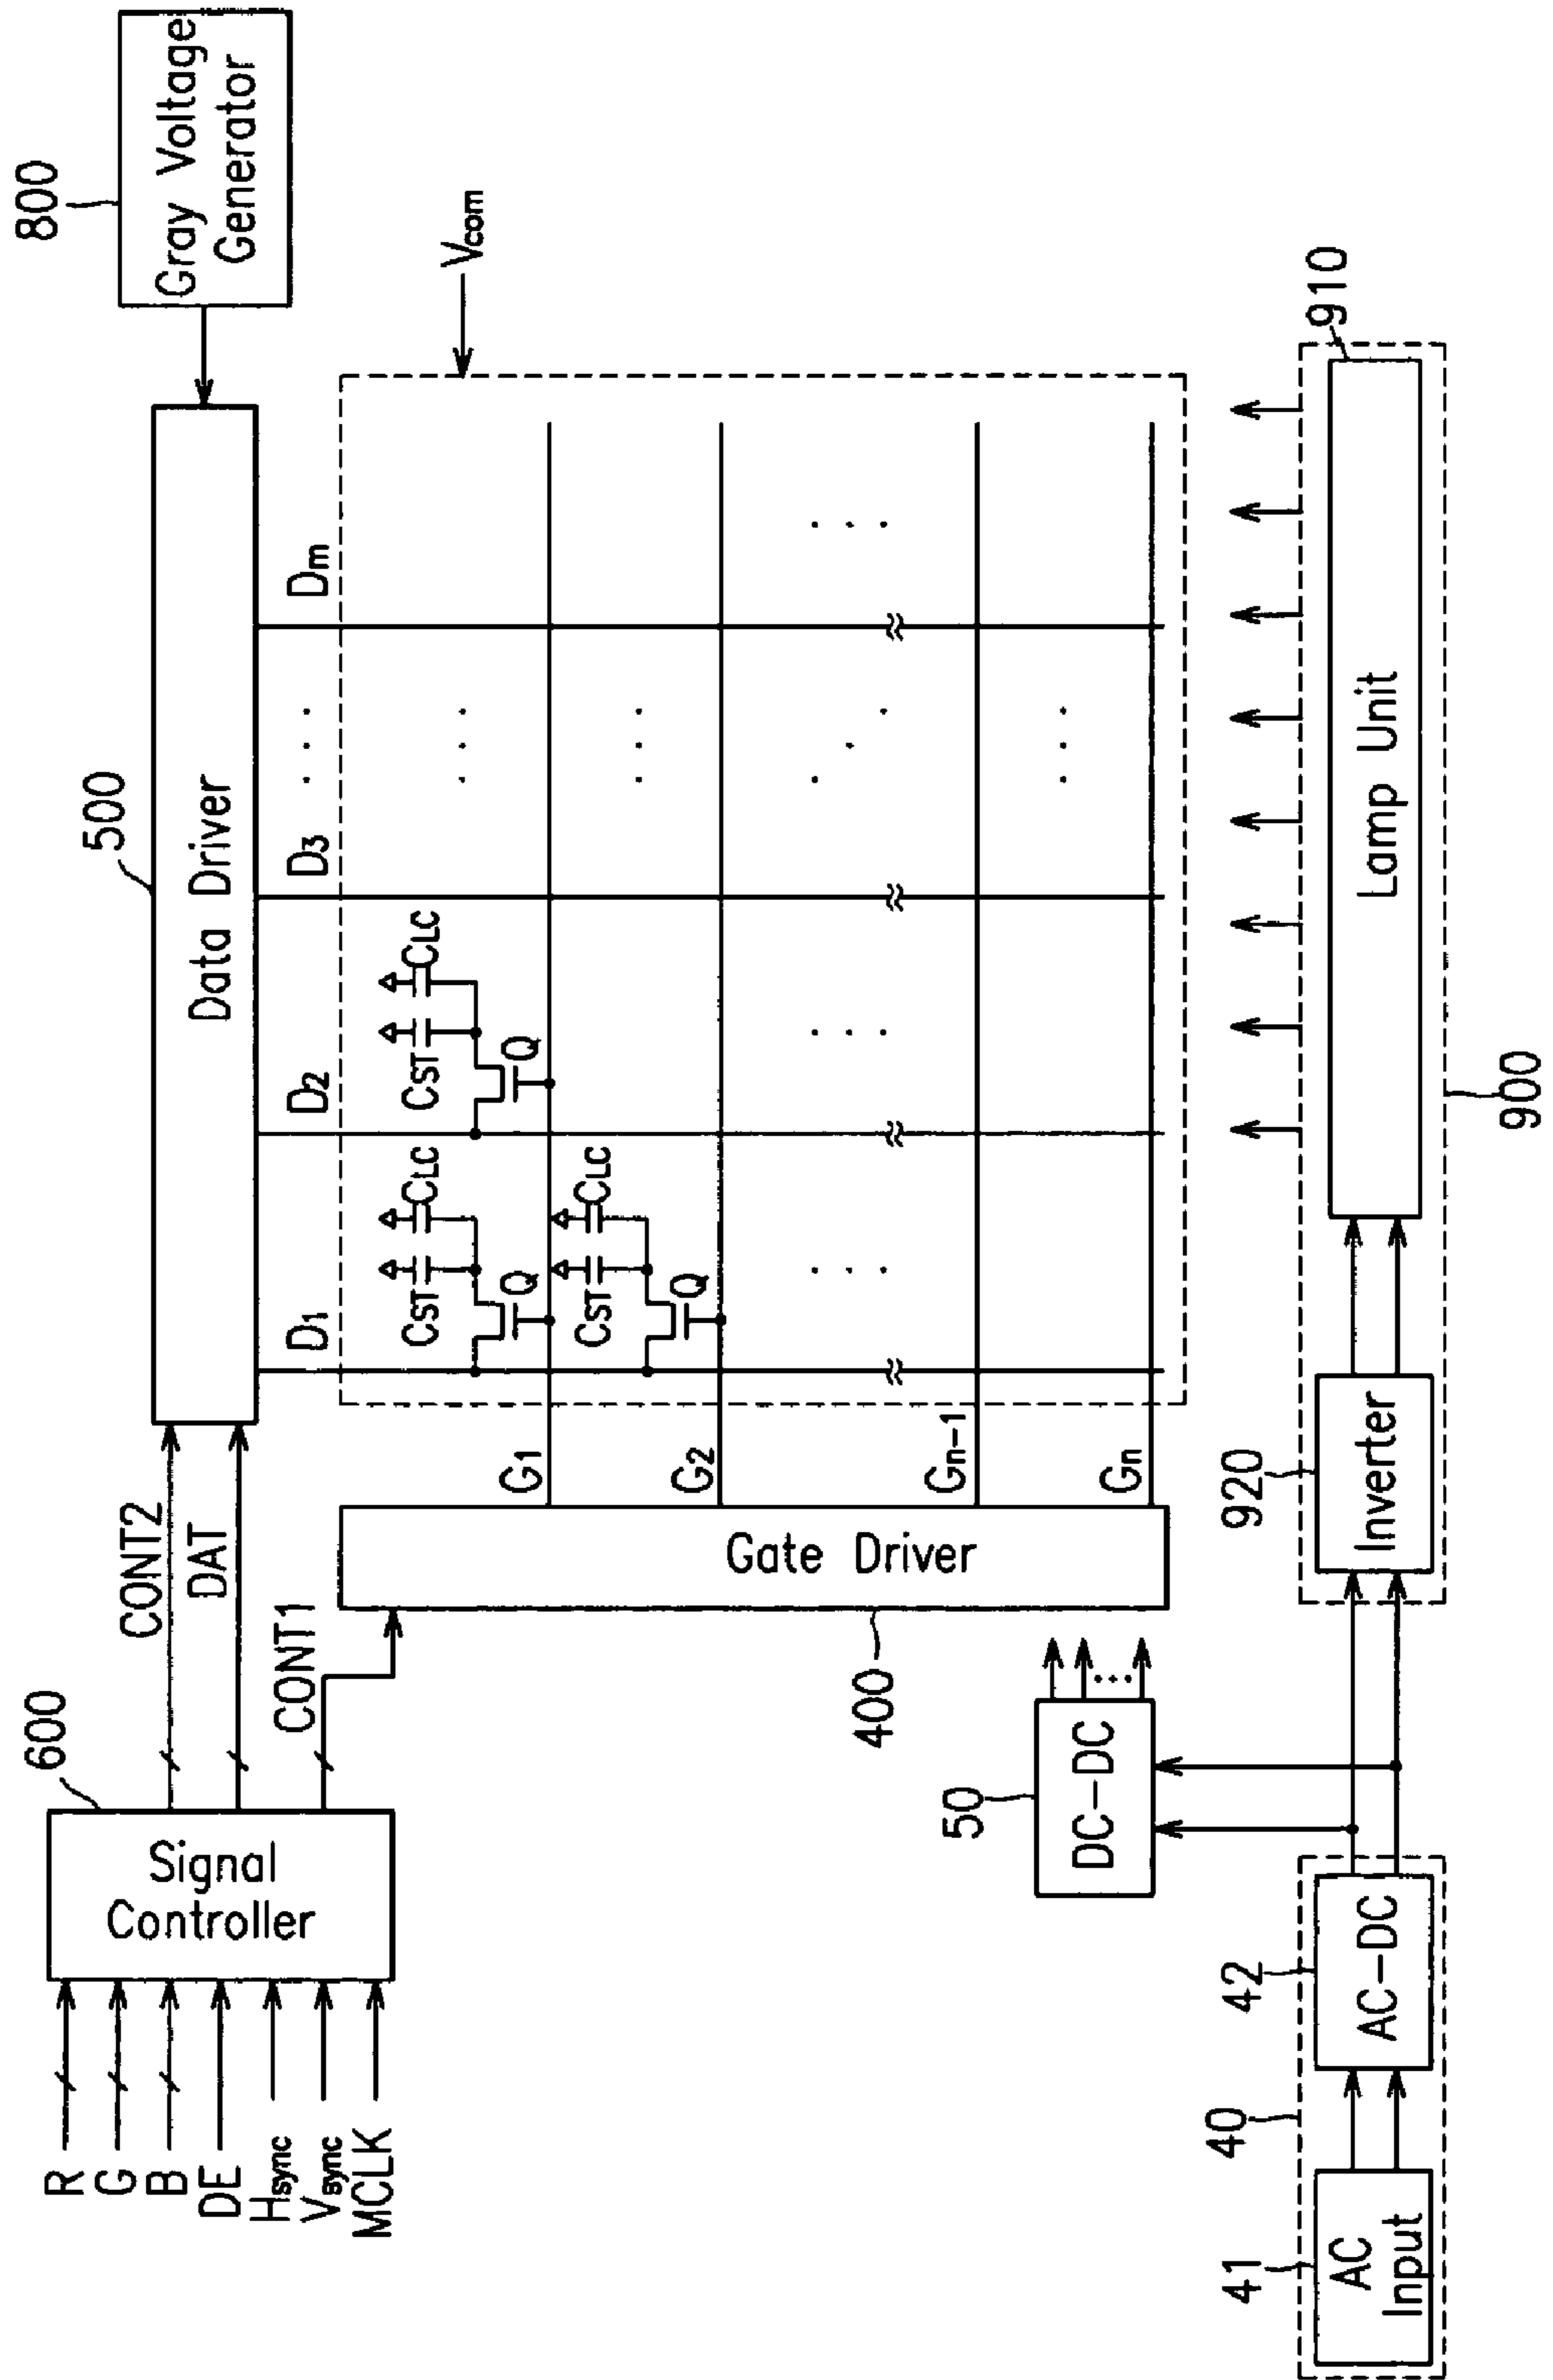 800
Gray Voltage
Generator
500
Data Driver
600
Signal
Controller
R
G
B
DE
Hsync
Vsync
MCLK
CONT2
DAT
CONT1
Vcom
D1
D2
D3
Dm
CST
CLC
Q
CST
CLC
Q
CST
CLC
Q
G1
G2
Gn-1
Gn
Gate Driver
400
50
DC-DC
40
41
AC
Input
42
AC-DC
920
Inverter
910
Lamp Unit
900